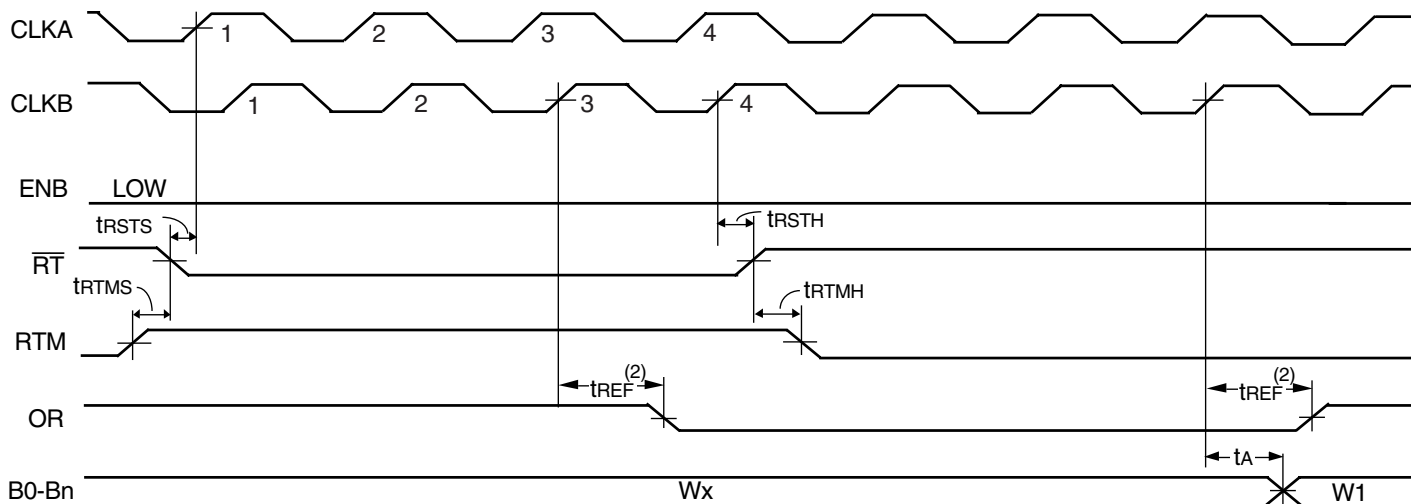 CLKA 1 2 3 4
CLKB 1 2 3 4
ENB LOW
tRSTS tRSTH
RT
tRTMS tRTMH
RTM
tREF(2) tREF(2)
OR
tA
B0-Bn Wx W1